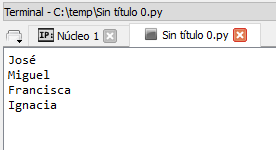 Terminal - C:\temp\Sin título 0.py
IP: Núcleo 1
Sin título 0.py
José
Miguel
Francisca
Ignacia